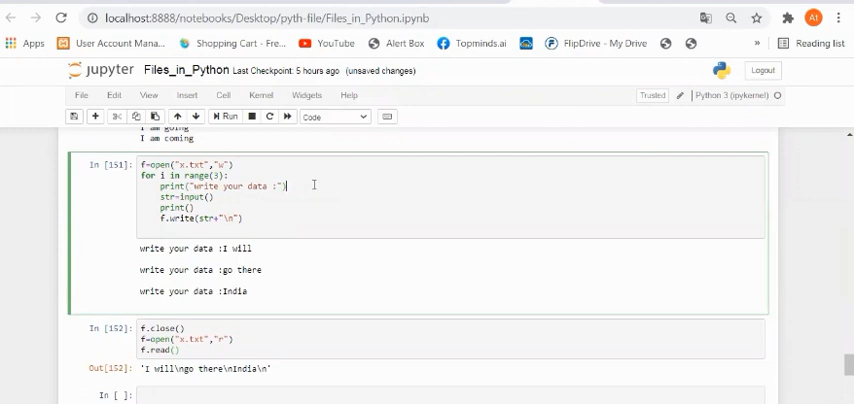 localhost:8888/notebooks/Desktop/pyth-file/Files_in_Python.ipynb
Apps User Account Mana... Shopping Cart - Fre... YouTube Alert Box Topminds.ai FlipDrive - My Drive » Reading list
jupyter Files_in_Python Last Checkpoint: 5 hours ago (unsaved changes) Logout
File Edit View Insert Cell Kernel Widgets Help Trusted Python 3 (ipykernel)
Run Code
I am going
I am coming
In [151]: f=open("x.txt","w")
for i in range(3):
print("write your data :")
str=input()
print()
f.write(str+"\n")
write your data :I will
write your data :go there
write your data :India
In [152]: f.close()
f=open("x.txt","r")
f.read()
Out[152]: 'I will\ngo there\nIndia\n'
In [ ]: